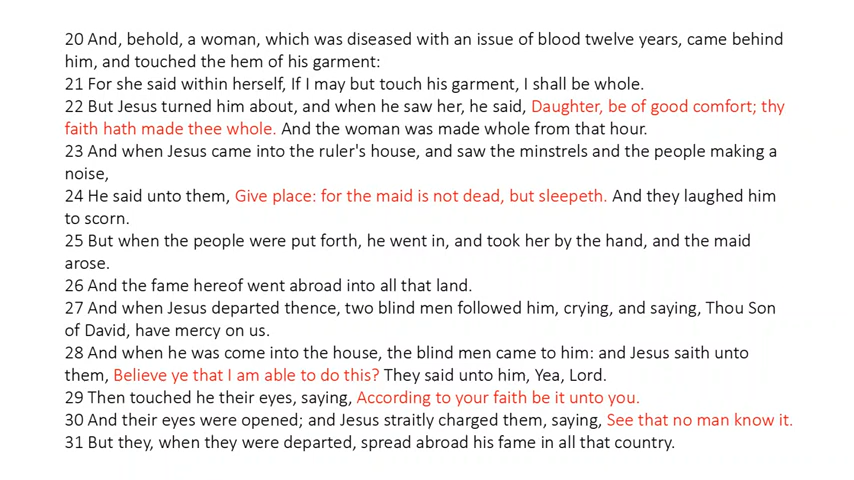 20 And, behold, a woman, which was diseased with an issue of blood twelve years, came behind
him, and touched the hem of his garment:
21 For she said within herself, If I may but touch his garment, I shall be whole.
22 But Jesus turned him about, and when he saw her, he said, Daughter, be of good comfort; thy
faith hath made thee whole. And the woman was made whole from that hour.
23 And when Jesus came into the ruler's house, and saw the minstrels and the people making a
noise,
24 He said unto them, Give place: for the maid is not dead, but sleepeth. And they laughed him
to scorn.
25 But when the people were put forth, he went in, and took her by the hand, and the maid
arose.
26 And the fame hereof went abroad into all that land.
27 And when Jesus departed thence, two blind men followed him, crying, and saying, Thou Son
of David, have mercy on us.
28 And when he was come into the house, the blind men came to him: and Jesus saith unto
them, Believe ye that I am able to do this? They said unto him, Yea, Lord.
29 Then touched he their eyes, saying, According to your faith be it unto you.
30 And their eyes were opened; and Jesus straitly charged them, saying, See that no man know it.
31 But they, when they were departed, spread abroad his fame in all that country.